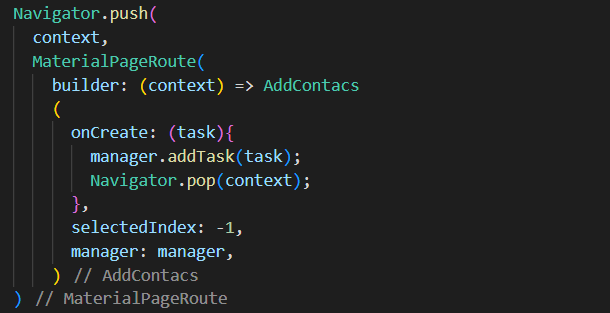 Navigator.push(
  context,
  MaterialPageRoute(
    builder: (context) => AddContacs
    (
      onCreate: (task){
        manager.addTask(task);
        Navigator.pop(context);
      },
      selectedIndex: -1,
      manager: manager,
    ) // AddContacs
) // MaterialPageRoute